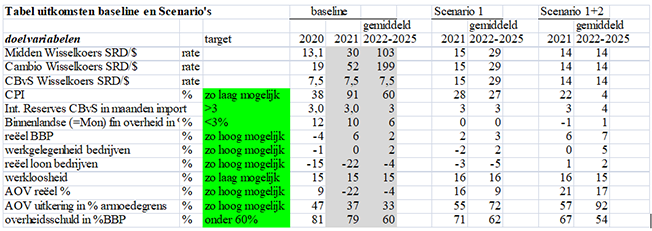 Tabel uitkomsten baseline en Scenario's baseline Scenario 1 Scenario 1+2
gemiddeld gemiddeld gemiddeld
doelvariabelen target 2020 2021 2022-2025 2021 2022-2025 2021 2022-2025
Midden Wisselkoers SRD/$ rate 13,1 30 103 15 29 14 14
Cambio Wisselkoers SRD/$ rate 19 52 199 15 29 14 14
CBvS Wisselkoers SRD/$ rate 7,5 7,5 7,5 15 29 14 14
CPI % zo laag mogelijk 38 91 60 28 27 22 4
Int. Reserves CBvS in maanden import >3 3,0 3,0 3 3 3 3 4
Binnenlandse (=Mon) fin overheid in % <3% 12 10 6 0 0 -1 1
reëel BBP % zo hoog mogelijk -4 6 2 2 3 6 7
werkgelegenheid bedrijven % zo hoog mogelijk -1 0 2 -2 2 0 5
reëel loon bedrijven % zo hoog mogelijk -15 -22 -4 -3 -5 1 2
werkloosheid % zo laag mogelijk 15 15 15 16 16 16 15
AOV reëel % % zo hoog mogelijk 9 -22 -4 16 9 21 17
AOV uitkering in % armoedegrens zo hoog mogelijk 47 37 33 55 72 57 92
overheidsschuld in %BBP % onder 60% 81 79 60 71 62 67 54